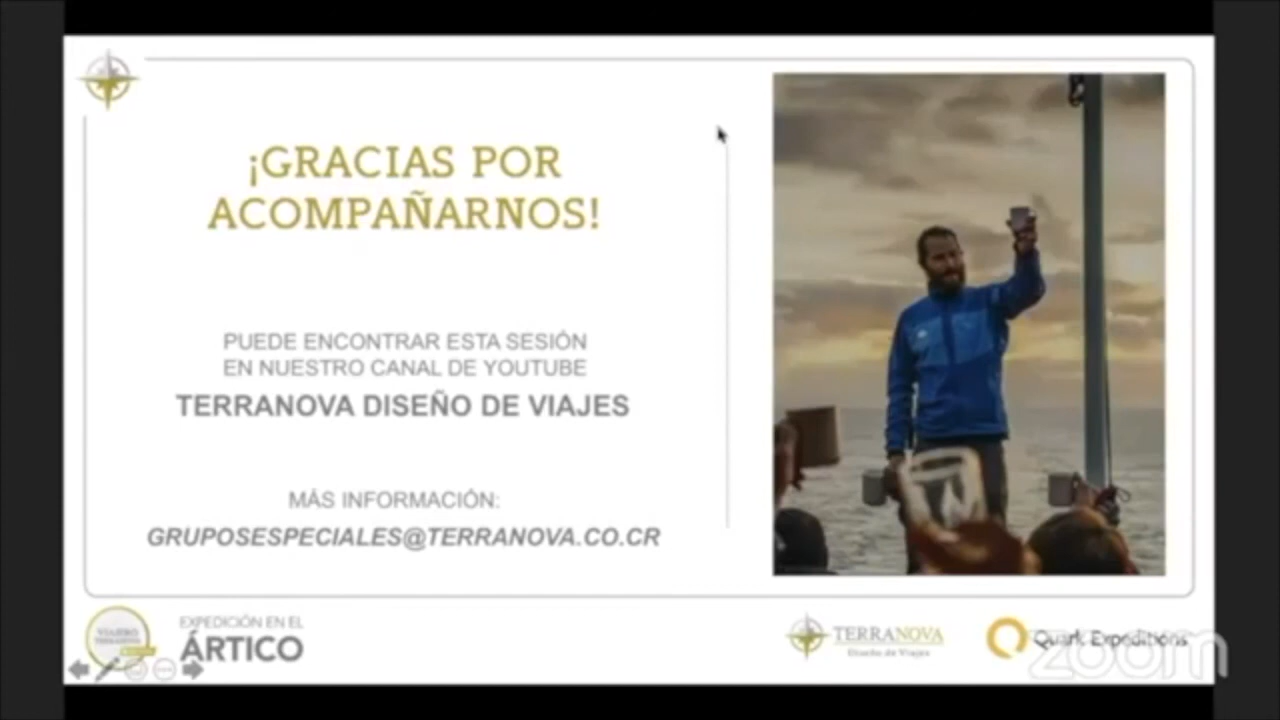 ¡GRACIAS POR
ACOMPAÑARNOS!
PUEDE ENCONTRAR ESTA SESIÓN
EN NUESTRO CANAL DE YOUTUBE
TERRANOVA DISEÑO DE VIAJES
MÁS INFORMACIÓN:
GRUPOSESPECIALES@TERRANOVA.CO.CR
VIAJERO
EXPEDICIÓN EN EL
ÁRTICO
TERRANOVA
Diseño de Viajes
Quark Expeditions
zoom